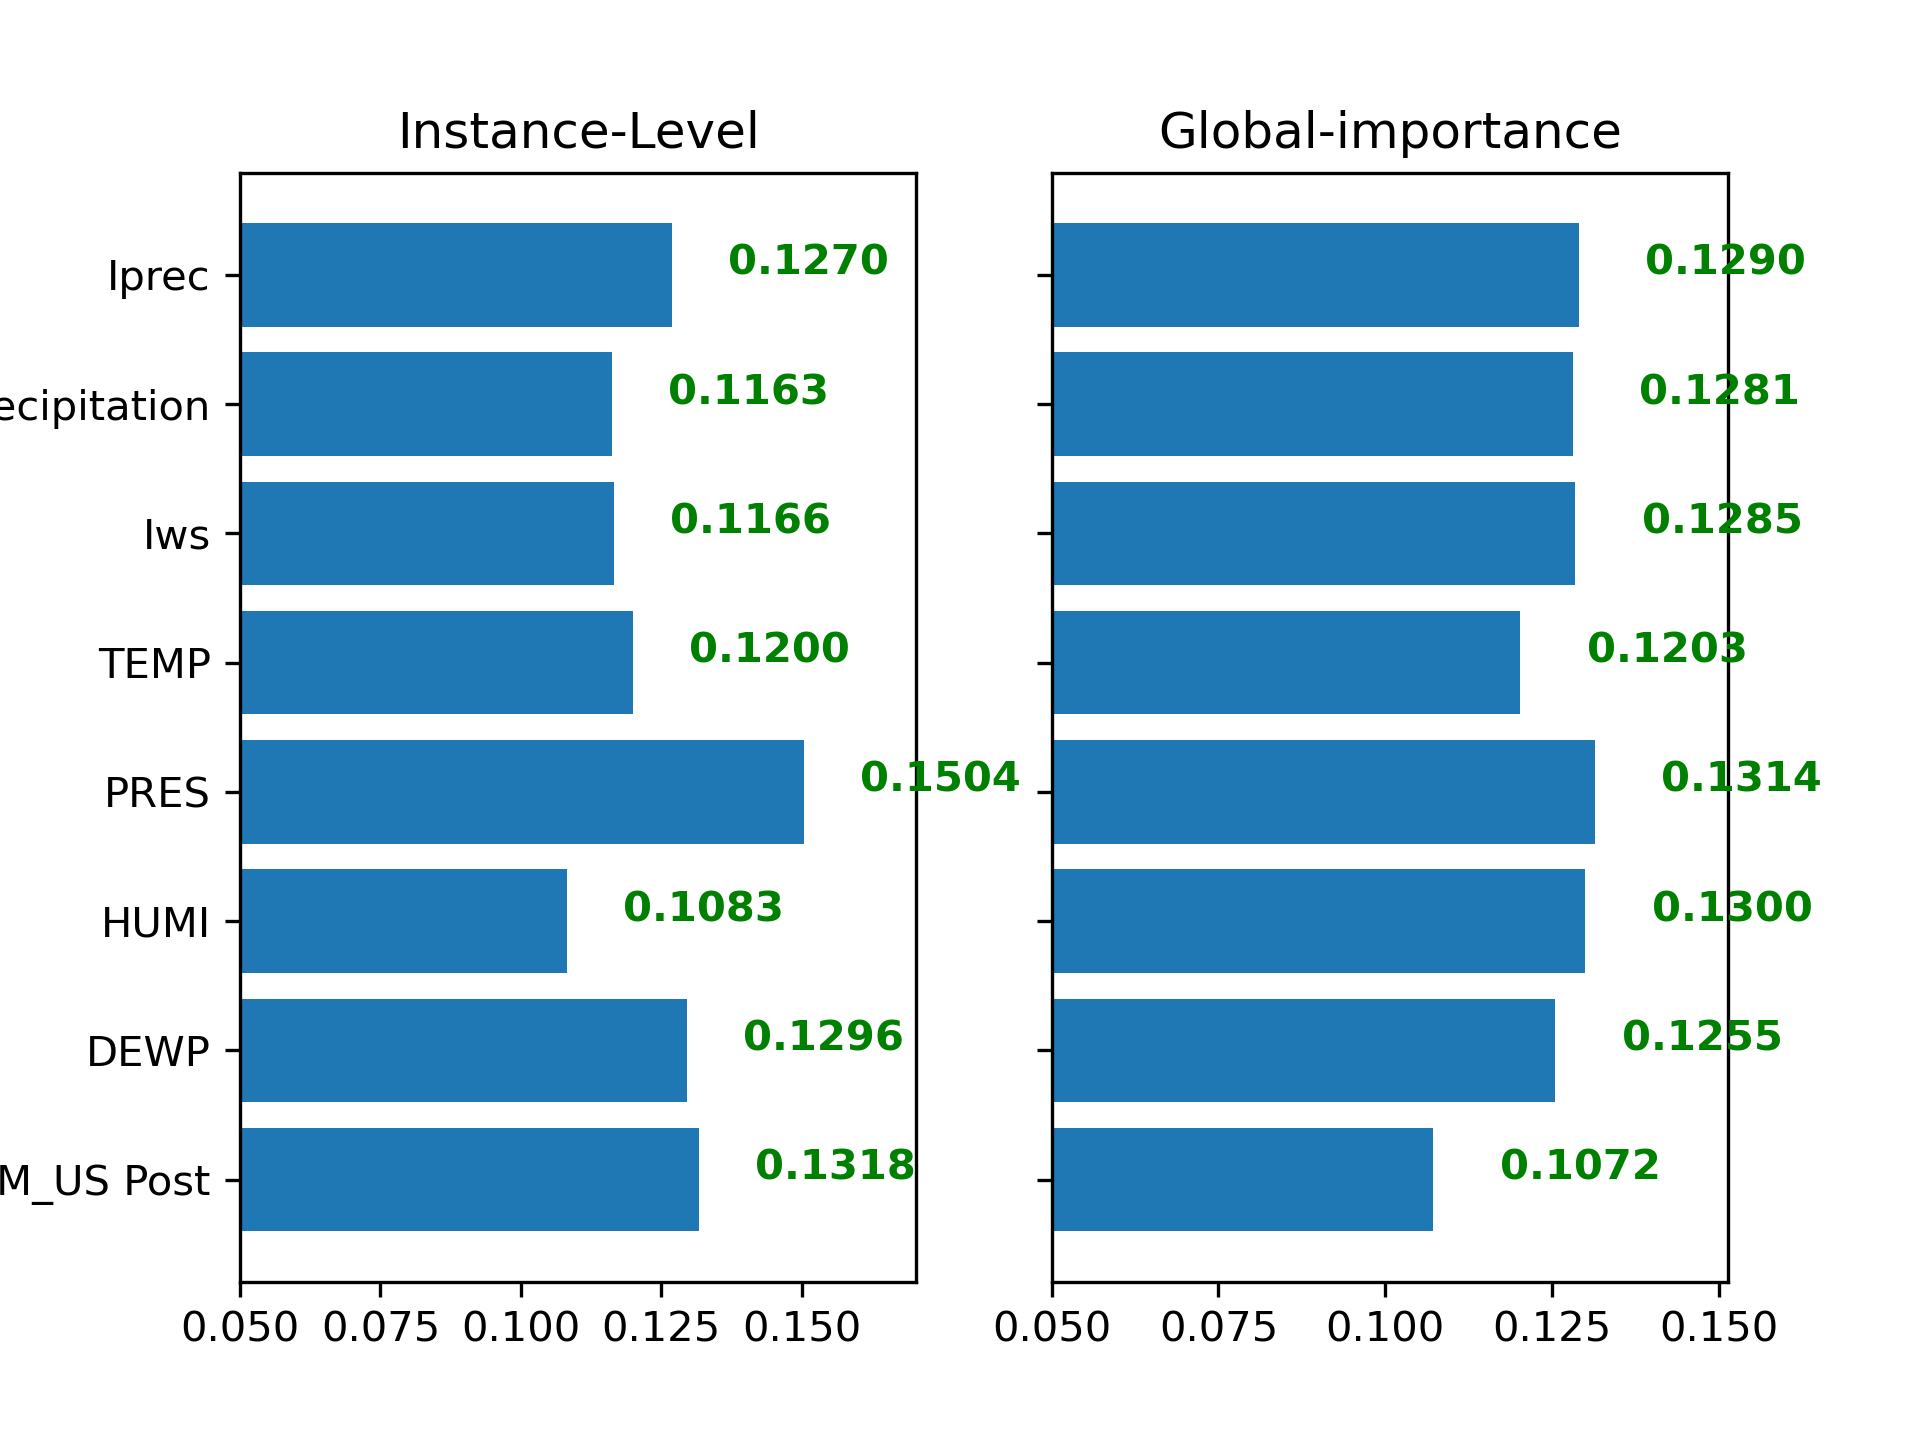 Instance-Level
Iprec
ecipitation
Iws
TEMP
PRES
HUMI
DEWP
M_US Post
0.1270
0.1163
0.1166
0.1200
0.1504
0.1083
0.1296
0.1318
0.050 0.075 0.100 0.125 0.150
Global-importance
0.1290
0.1281
0.1285
0.1203
0.1314
0.1300
0.1255
0.1072
0.050 0.075 0.100 0.125 0.150